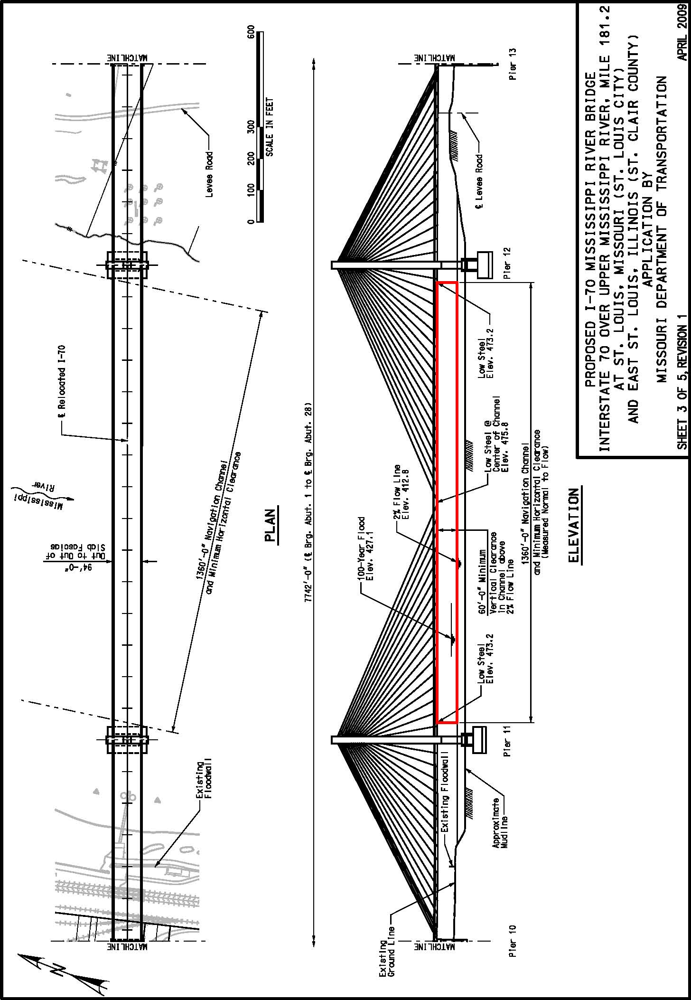 MATCHLINE
MATCHLINE
N
Existing
Floodwall
94'-0"
Out to Out of
Slab Fascias
Mississippi
River
℄ Relocated I-70
1360'-0" Navigation Channel
and Minimum Horizontal Clearance
Levee Road
0 100 200 300 600
SCALE IN FEET
PLAN
7742'-0" (℄ Brg. Abut. 1 to ℄ Brg. Abut. 28)
100-Year Flood
Elev. 427.1
2% Flow Line
Elev. 412.8
MATCHLINE
MATCHLINE
Existing
Ground Line
Existing Floodwall
Approximate
Mudline
Low Steel
Elev. 473.2
60'-0" Minimum
Vertical Clearance
in Channel above
2% Flow Line
Low Steel @
Center of Channel
Elev. 475.8
Low Steel
Elev. 473.2
℄ Levee Road
Pier 10
Pier 11
Pier 12
Pier 13
1360'-0" Navigation Channel
and Minimum Horizontal Clearance
(Measured Normal to Flow)
ELEVATION
PROPOSED I-70 MISSISSIPPI RIVER BRIDGE
INTERSTATE 70 OVER UPPER MISSISSIPPI RIVER, MILE 181.2
AT ST. LOUIS, MISSOURI (ST. LOUIS CITY)
AND EAST ST. LOUIS, ILLINOIS (ST. CLAIR COUNTY)
APPLICATION BY
MISSOURI DEPARTMENT OF TRANSPORTATION
SHEET 3 OF 5, REVISION 1 APRIL 2009